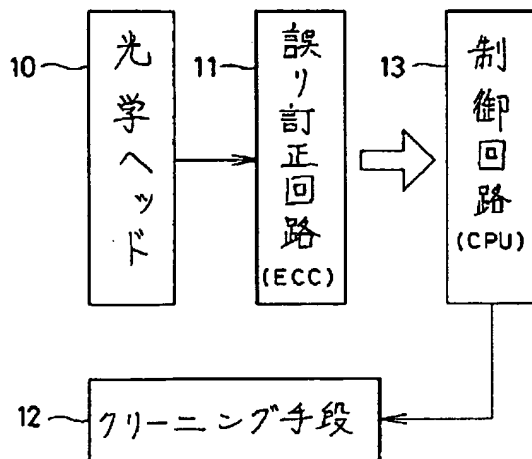 10
光学ヘッド
11
誤り訂正回路
(ECC)
13
制御回路
(CPU)
12
クリーニング手段